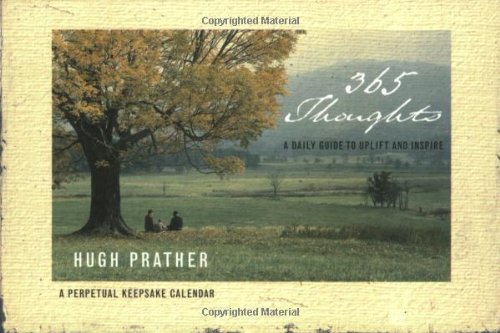 Copyrighted Material
365
Thoughts
A DAILY GUIDE TO UPLIFT AND INSPIRE
HUGH PRATHER
A PERPETUAL KEEPSAKE CALENDAR
Copyrighted Material